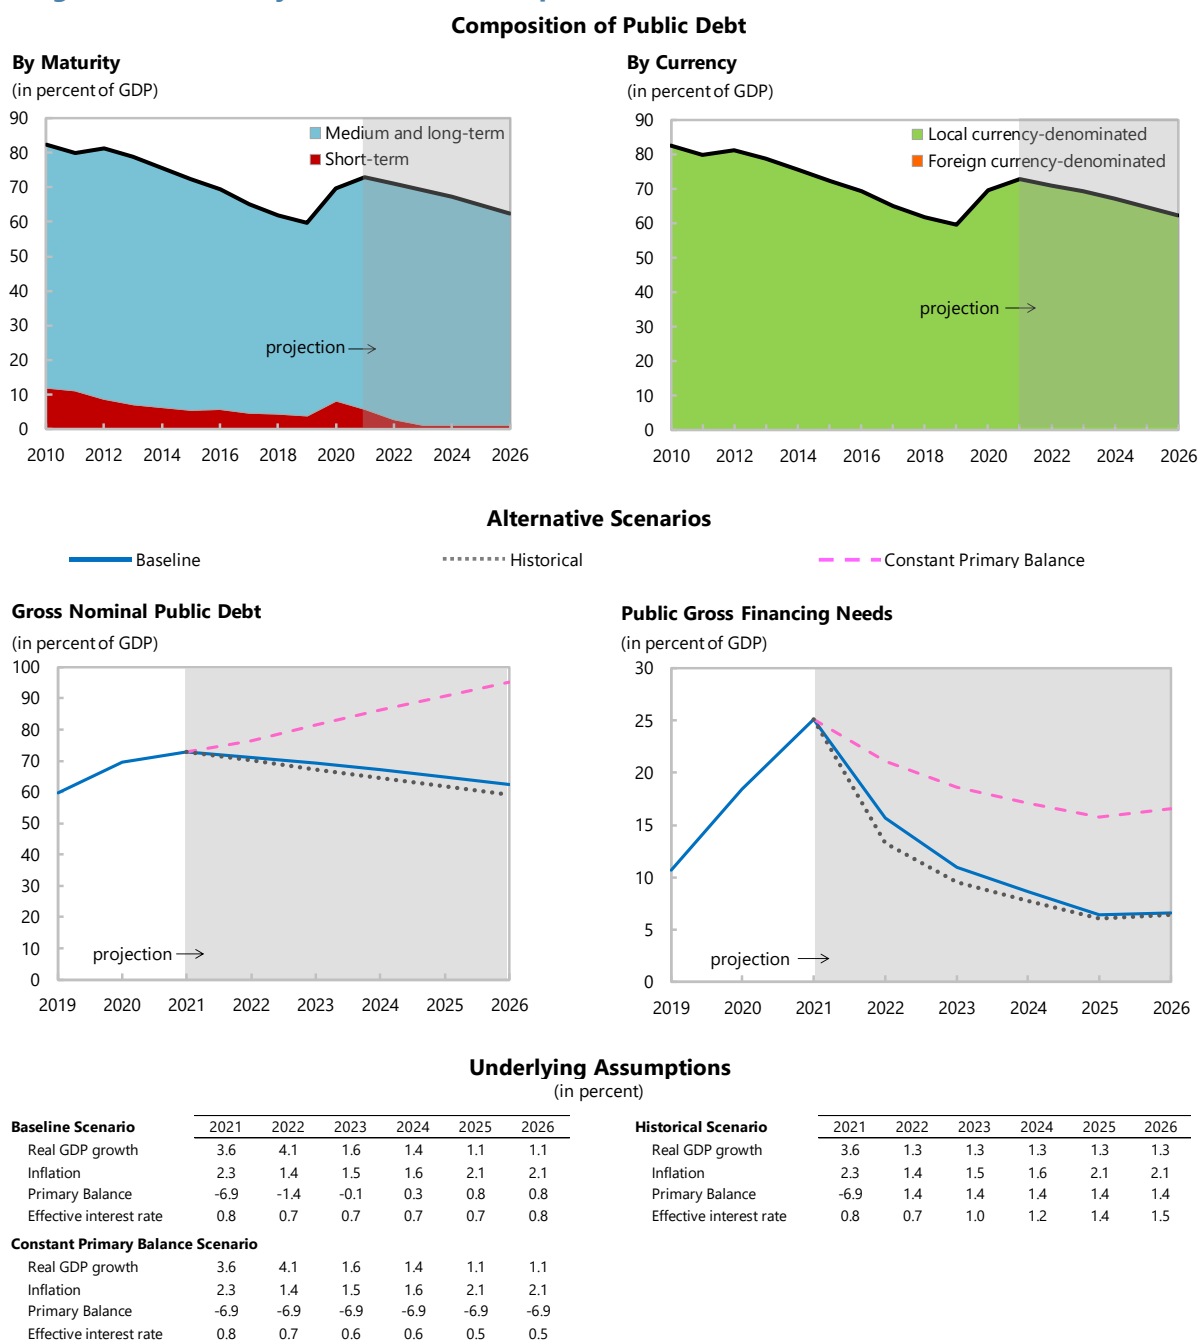 Composition of Public Debt
By Maturity
(in percent of GDP)
90
80
70
60
50
40
30
20
10
0
Medium and long-term
Short-term
projection
2010 2012 2014 2016 2018 2020 2022 2024 2026
By Currency
(in percent of GDP)
90
80
70
60
50
40
30
20
10
0
Local currency-denominated
Foreign currency-denominated
projection
2010 2012 2014 2016 2018 2020 2022 2024 2026
Alternative Scenarios
Baseline Historical Constant Primary Balance
Gross Nominal Public Debt
(in percent of GDP)
100
90
80
70
60
50
40
30
20
10
0
projection
2019 2020 2021 2022 2023 2024 2025 2026
Public Gross Financing Needs
(in percent of GDP)
30
25
20
15
10
5
0
projection
2019 2020 2021 2022 2023 2024 2025 2026
Underlying Assumptions
(in percent)
Baseline Scenario 2021 2022 2023 2024 2025 2026
Real GDP growth 3.6 4.1 1.6 1.4 1.1 1.1
Inflation 2.3 1.4 1.5 1.6 2.1 2.1
Primary Balance -6.9 -1.4 -0.1 0.3 0.8 0.8
Effective interest rate 0.8 0.7 0.7 0.7 0.7 0.8
Constant Primary Balance Scenario
Real GDP growth 3.6 4.1 1.6 1.4 1.1 1.1
Inflation 2.3 1.4 1.5 1.6 2.1 2.1
Primary Balance -6.9 -6.9 -6.9 -6.9 -6.9 -6.9
Effective interest rate 0.8 0.7 0.6 0.6 0.5 0.5
Historical Scenario 2021 2022 2023 2024 2025 2026
Real GDP growth 3.6 1.3 1.3 1.3 1.3 1.3
Inflation 2.3 1.4 1.5 1.6 2.1 2.1
Primary Balance -6.9 1.4 1.4 1.4 1.4 1.4
Effective interest rate 0.8 0.7 1.0 1.2 1.4 1.5